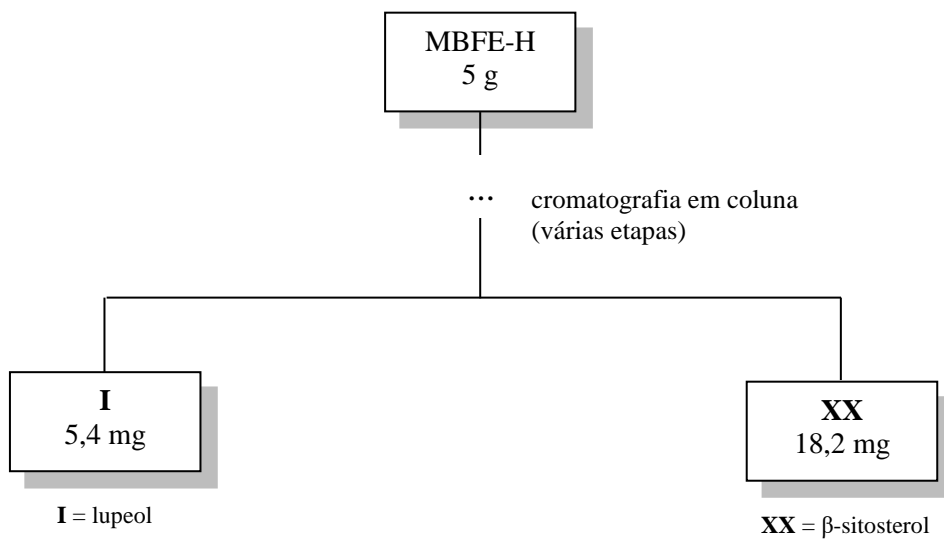 MBFE-H
5 g
... cromatografia em coluna
(várias etapas)
I
5,4 mg
XX
18,2 mg
I = lupeol
XX = β-sitosterol